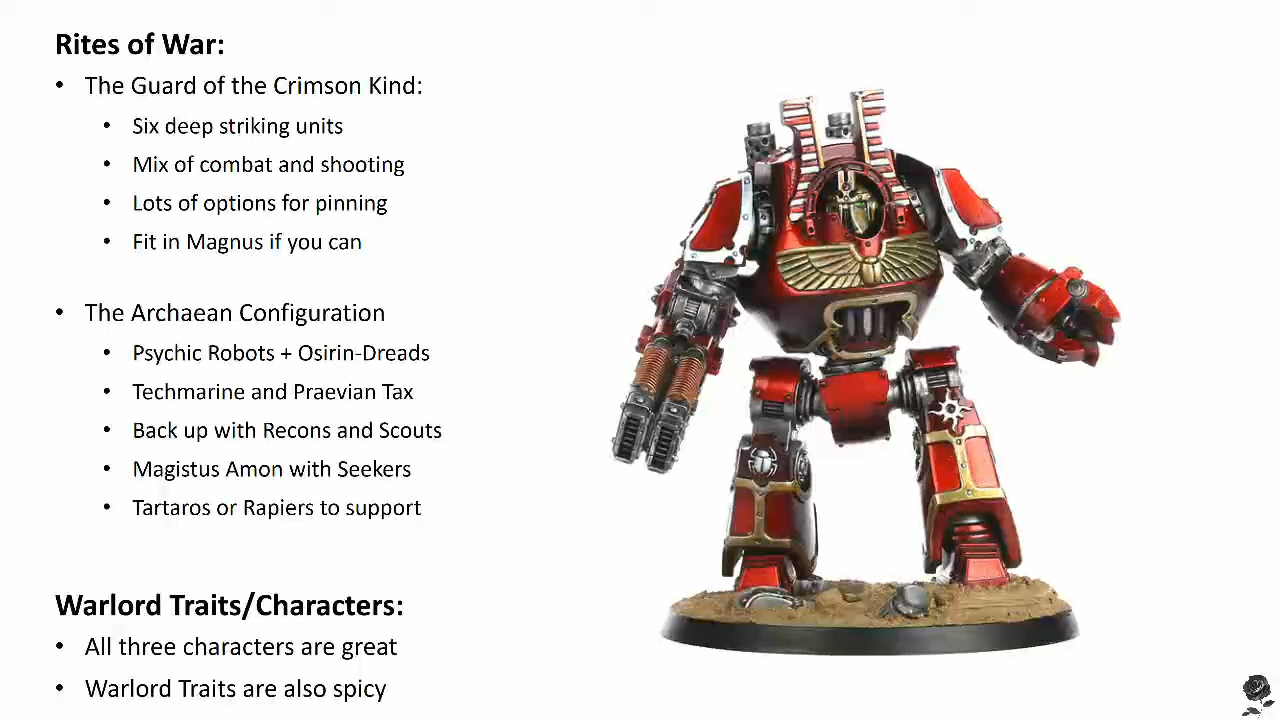 Rites of War:
• The Guard of the Crimson Kind:
• Six deep striking units
• Mix of combat and shooting
• Lots of options for pinning
• Fit in Magnus if you can
• The Archaean Configuration
• Psychic Robots + Osirin-Dreads
• Techmarine and Praevian Tax
• Back up with Recons and Scouts
• Magistus Amon with Seekers
• Tartaros or Rapiers to support
Warlord Traits/Characters:
• All three characters are great
• Warlord Traits are also spicy